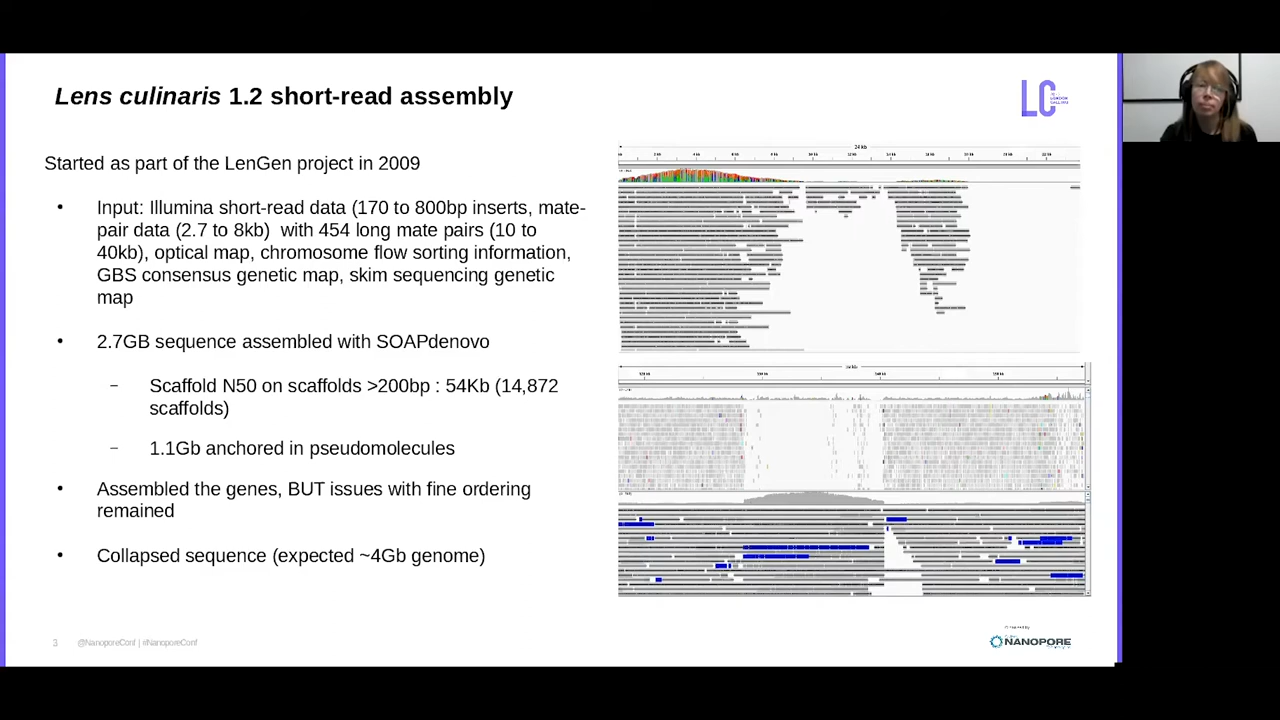 Lens culinaris 1.2 short-read assembly
LC
Started as part of the LenGen project in 2009
• Input: Illumina short read data (170 to 800bp inserts, mate-
pair data (2.7 to 8kb) with 454 long mate pairs (10 to
40kb), optical map, chromosome flow sorting information,
GBS consensus genetic map, skim sequencing genetic
map
• 2.7GB sequence assembled with SOAPdenovo
– Scaffold N50 on scaffolds >200bp : 54Kb (14,872
scaffolds)
– 1.1Gb anchored in pseudomolecules
• Assembled the genes, BUT issues with fine ordering
remained
• Collapsed sequence (expected ~4Gb genome)
3 @NanoporeConf | #NanoporeConf
NANOPORE